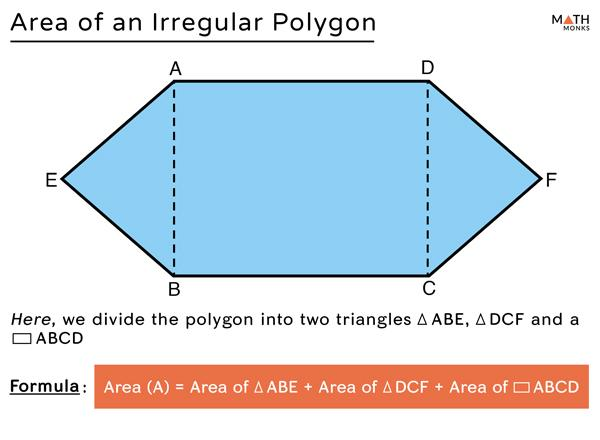 Area of an Irregular Polygon
MATH
MONKS
A
D
E
F
B
C
Here, we divide the polygon into two triangles △ ABE, △ DCF and a
▭ ABCD
Formula: Area (A) = Area of △ ABE + Area of △ DCF + Area of ▭ ABCD